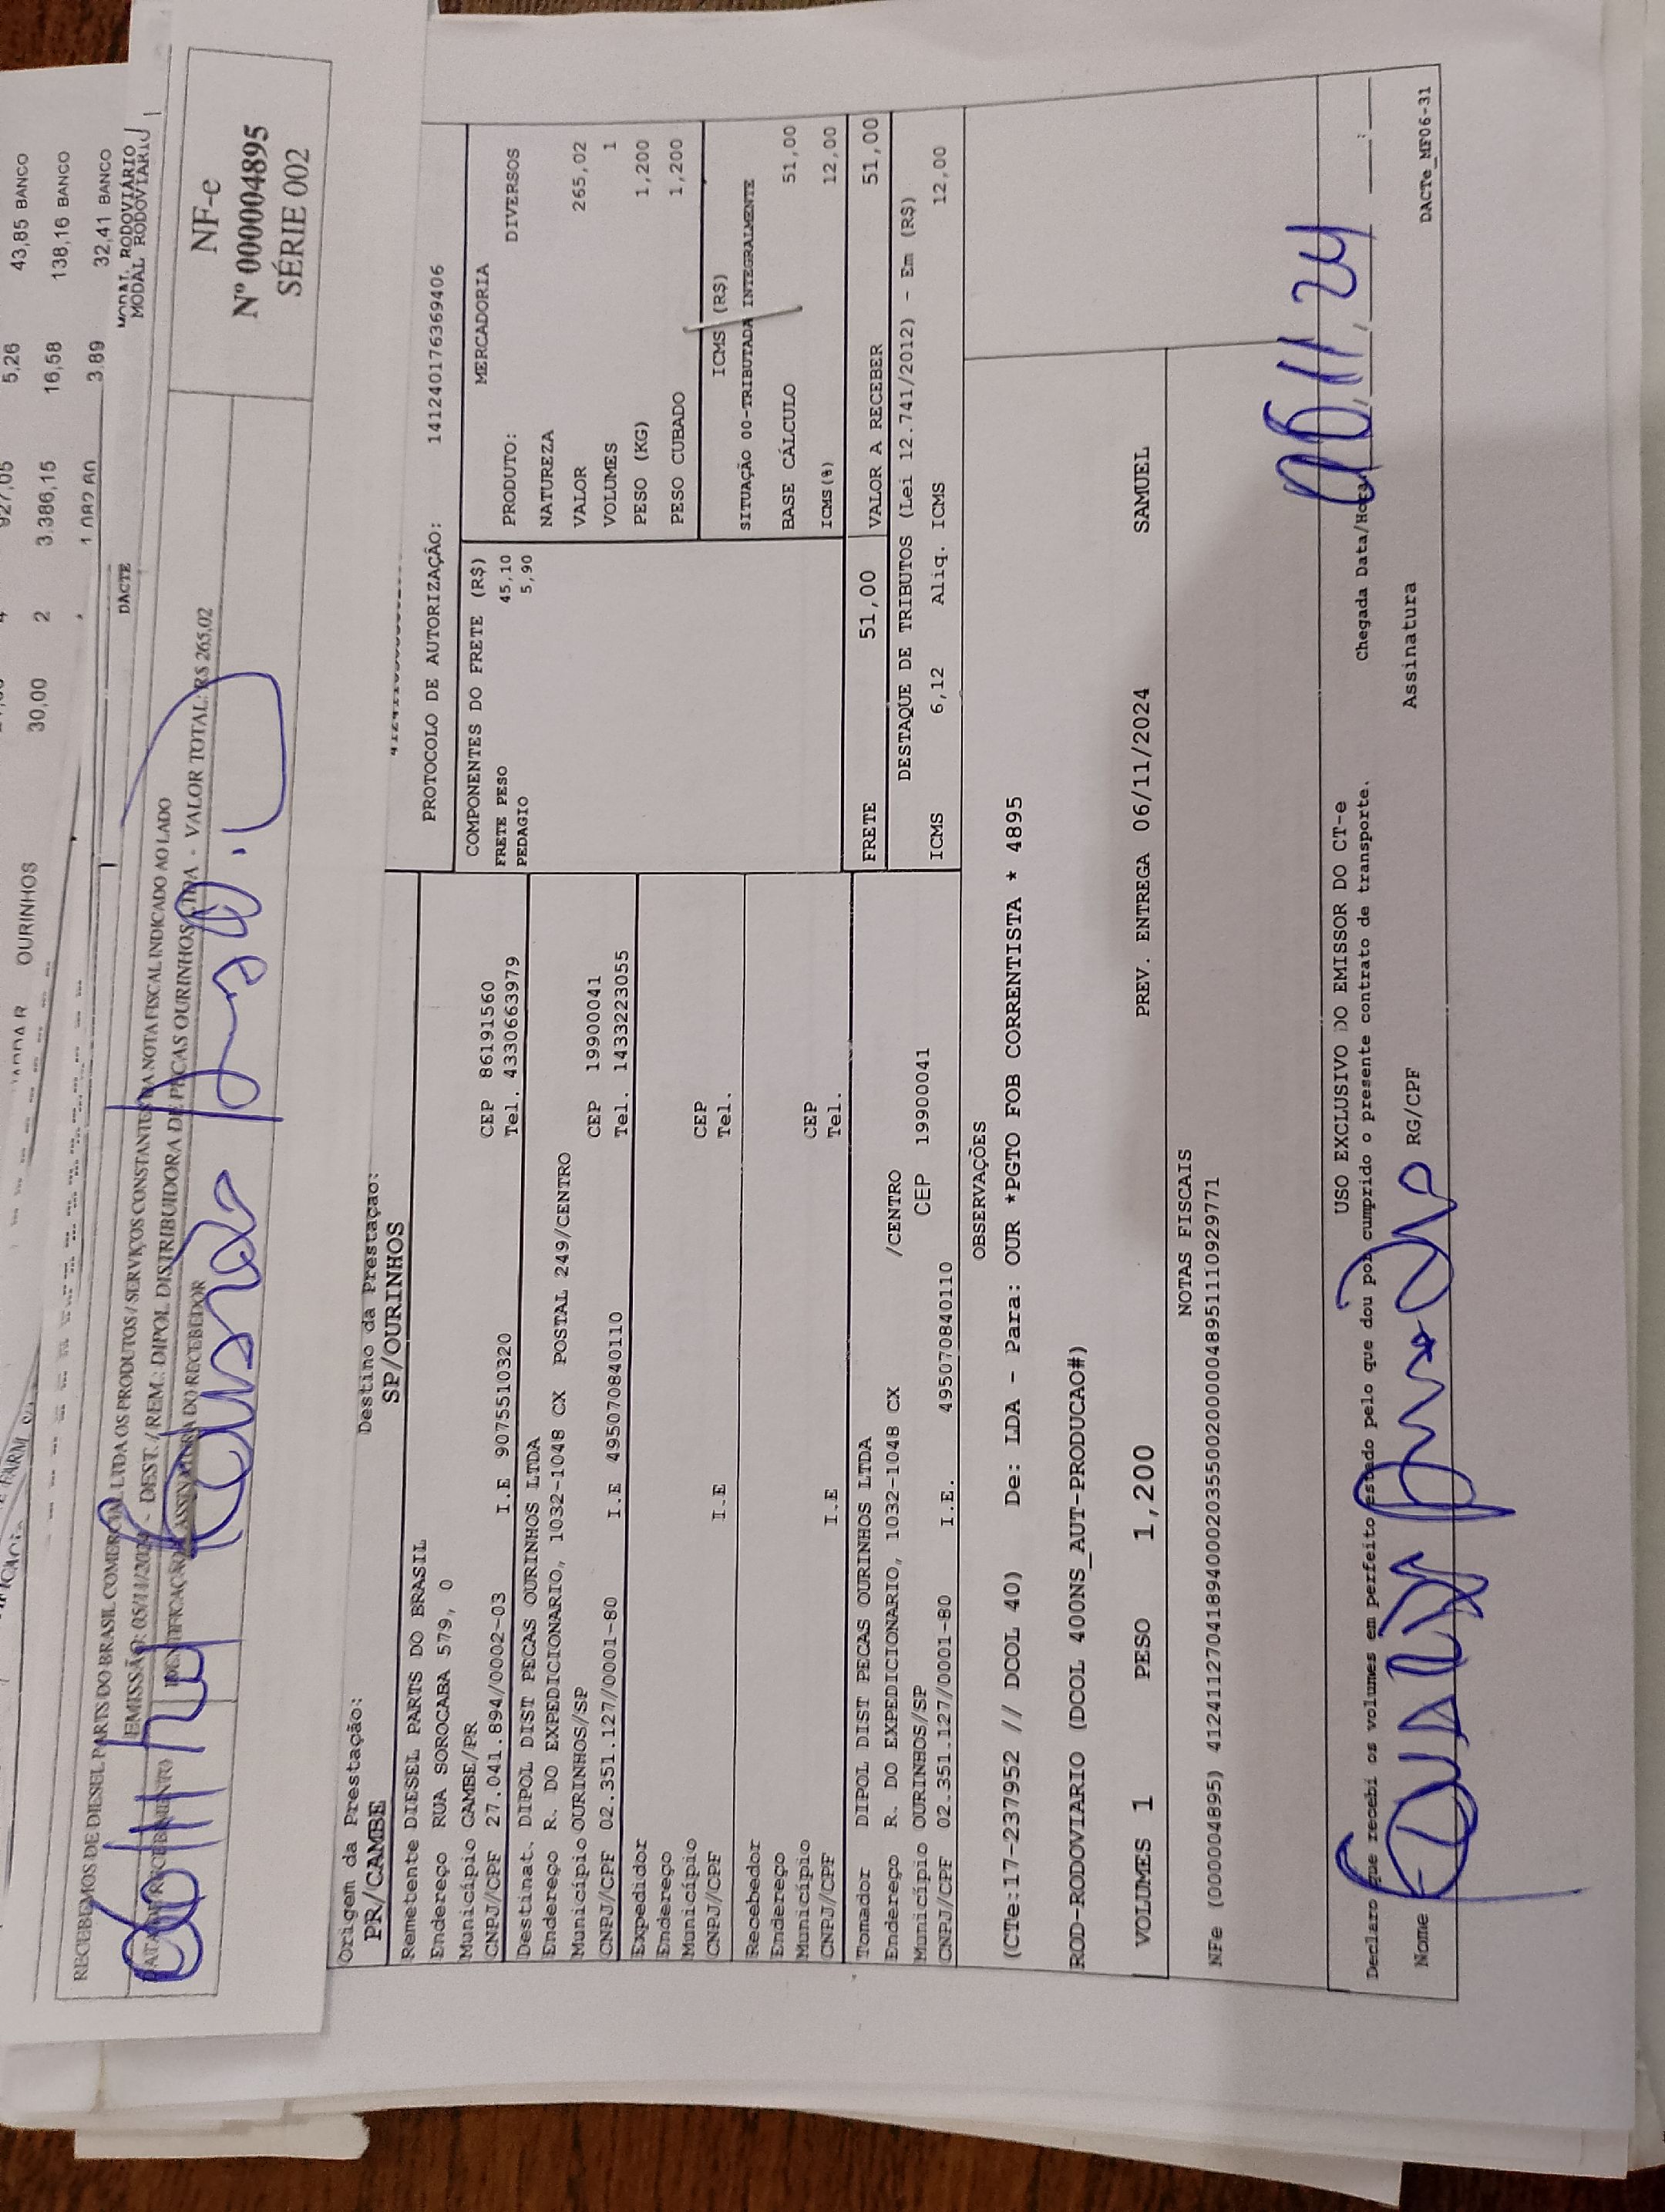 43,85 BANCO
5,26
138,16 BANCO
16,58
3.386,15
2
30,00
32,41 BANCO
3,89
OURINHOS
MODAL RODOVIÁRIO
MODAL RODOVIARIO
DACTE
RECEBEMOS DE DIESEL PARTS DO BRASIL COMERCIAL LTDA OS PRODUTOS / SERVIÇOS CONSTANTES DA NOTA FISCAL INDICADO AO LADO
EMISSÃO: 05/11/2024 - DEST. / REM.: DIPOL DISTRIBUIDORA DE PECAS OURINHOS LTDA - VALOR TOTAL: R$ 265,02
DATA DE RECEBIMENTO
IDENTIFICAÇÃO E ASSINATURA DO RECEBEDOR
NF-e
Nº 000004895
SÉRIE 002
Origem da Prestação:
PR/CAMBE
Destino da Prestação:
SP/OURINHOS
PROTOCOLO DE AUTORIZAÇÃO: 141240176369406
Remetente DIESEL PARTS DO BRASIL
Endereço RUA SOROCABA 579, 0
Município CAMBE/PR CEP 86191560
CNPJ/CPF 27.041.894/0002-03 I.E 9075510320 Tel. 4330663979
Destinat. DIPOL DIST PECAS OURINHOS LTDA
Endereço R. DO EXPEDICIONARIO, 1032-1048 CX POSTAL 249/CENTRO
Município OURINHOS/SP CEP 19900041
CNPJ/CPF 02.351.127/0001-80 I.E 495070840110 Tel. 1433223055
Expedidor
Endereço
Município CEP
CNPJ/CPF I.E Tel.
Recebedor
Endereço
Município CEP
CNPJ/CPF I.E Tel.
Tomador DIPOL DIST PECAS OURINHOS LTDA
Endereço R. DO EXPEDICIONARIO, 1032-1048 CX /CENTRO
Município OURINHOS/SP CEP 19900041
CNPJ/CPF 02.351.127/0001-80 I.E. 495070840110
COMPONENTES DO FRETE (R$)
FRETE PESO 45,10
PEDAGIO 5,90
MERCADORIA
PRODUTO: DIVERSOS
NATUREZA
VALOR 265,02
VOLUMES 1
PESO (KG) 1,200
PESO CUBADO 1,200
ICMS (R$)
SITUAÇÃO 00-TRIBUTADA INTEGRALMENTE
BASE CÁLCULO 51,00
ICMS(%) 12,00
FRETE 51,00 VALOR A RECEBER 51,00
DESTAQUE DE TRIBUTOS (Lei 12.741/2012) - Em (R$)
ICMS 6,12 Aliq. ICMS 12,00
OBSERVAÇÕES
(CTe:17-237952 // DCOL 40) De: LDA - Para: OUR *PGTO FOB CORRENTISTA * 4895
ROD-RODOVIARIO (DCOL 400NS_AUT-PRODUCAO#)
VOLUMES 1 PESO 1,200 PREV. ENTREGA 06/11/2024 SAMUEL
NOTAS FISCAIS
NFe (000004895) 41241127041894000203550020000048951110929771
USO EXCLUSIVO DO EMISSOR DO CT-e
Declaro que recebi os volumes em perfeito estado pelo que dou por cumprido o presente contrato de transporte.
Chegada Data/Hora 06/11/24
Nome RG/CPF Assinatura
DACTe_MF06-31